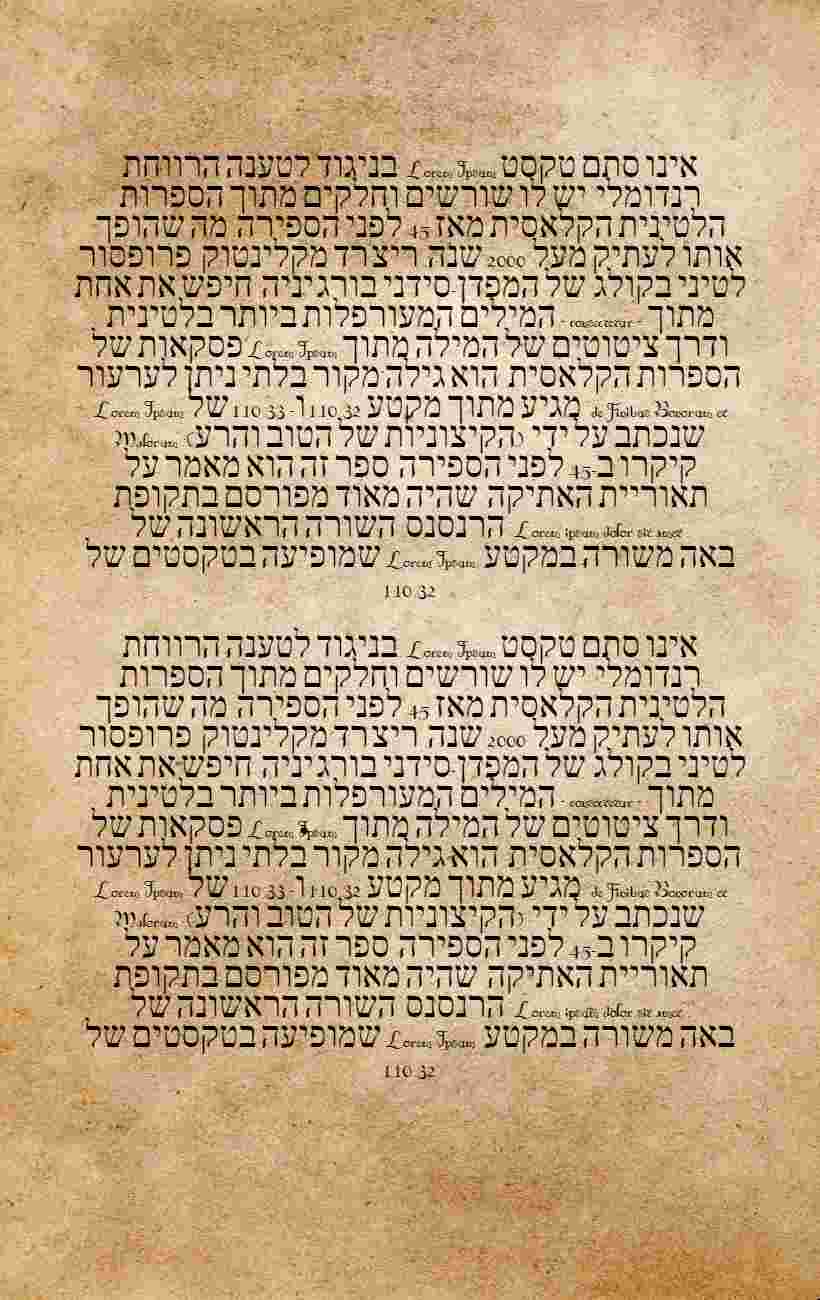 בניגוד לטענה הרווחת Lorem Ipsum אינו סתם טקסט
רנדומלי יש לו שורשים וחלקים מתוך הספרות
הלטינית הקלאסית מאז 45 לפני הספירה מה שהופך
אותו לעתיק מעל 2000 שנה ריצרד מקלינטוק פרופסור
לטיני בקולג של המפדן-סידני בורגיניה חיפש את אחת
המילים המעורפלות ביותר בלטינית - consectetur - מתוך
פסקאות של Lorem Ipsum ודרך ציטוטים של המילה מתוך
הספרות הקלאסית הוא גילה מקור בלתי ניתן לערעור
Lorem Ipsum מגיע מתוך מקטע 1.10.32 ו- 1.10.33 של de Finibus Bonorum et
Malorum (הקיצוניות של הטוב והרע) שנכתב על ידי
קיקרו ב-45 לפני הספירה ספר זה הוא מאמר על
תאוריית האתיקה שהיה מאוד מפורסם בתקופת
הרנסנס השורה הראשונה של Lorem ipsum dolor sit amet
שמופיעה בטקסטים של Lorem Ipsum באה משורה במקטע
1.10.32
בניגוד לטענה הרווחת Lorem Ipsum אינו סתם טקסט
רנדומלי יש לו שורשים וחלקים מתוך הספרות
הלטינית הקלאסית מאז 45 לפני הספירה מה שהופך
אותו לעתיק מעל 2000 שנה ריצרד מקלינטוק פרופסור
לטיני בקולג של המפדן-סידני בורגיניה חיפש את אחת
המילים המעורפלות ביותר בלטינית - consectetur - מתוך
פסקאות של Lorem Ipsum ודרך ציטוטים של המילה מתוך
הספרות הקלאסית הוא גילה מקור בלתי ניתן לערעור
Lorem Ipsum מגיע מתוך מקטע 1.10.32 ו- 1.10.33 של de Finibus Bonorum et
Malorum (הקיצוניות של הטוב והרע) שנכתב על ידי
קיקרו ב-45 לפני הספירה ספר זה הוא מאמר על
תאוריית האתיקה שהיה מאוד מפורסם בתקופת
הרנסנס השורה הראשונה של Lorem ipsum dolor sit amet
שמופיעה בטקסטים של Lorem Ipsum באה משורה במקטע
1.10.32